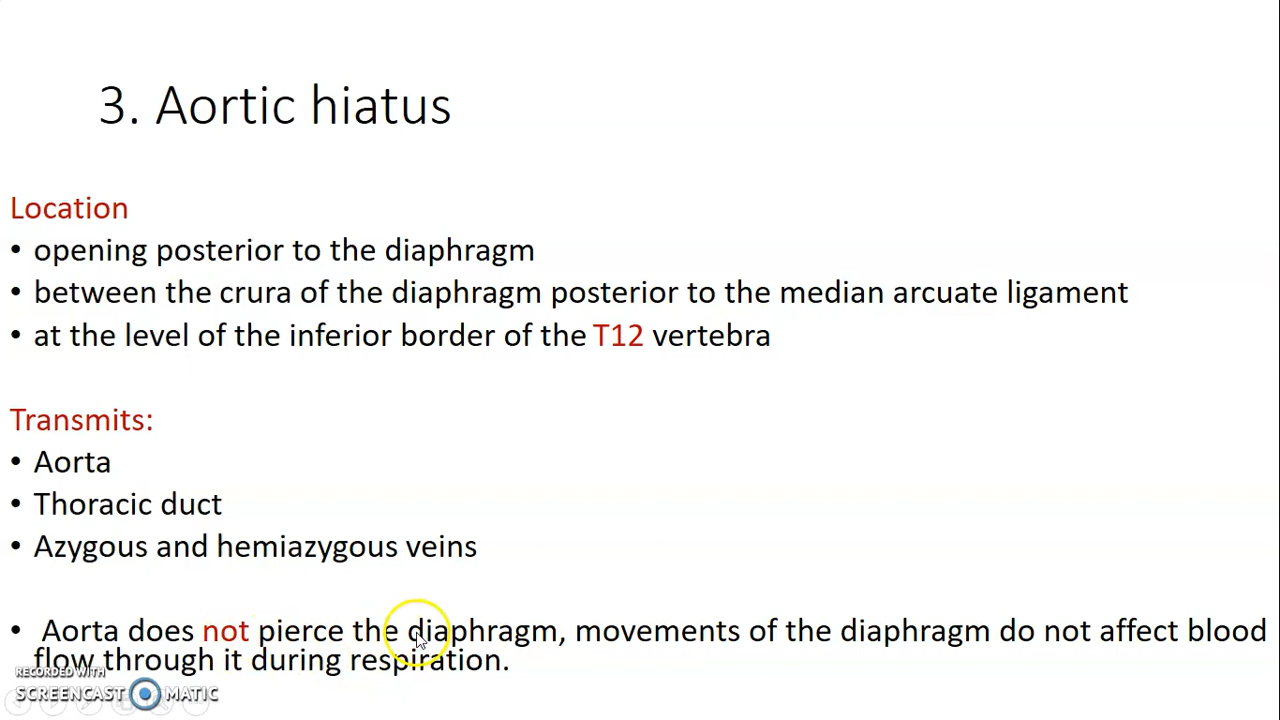 3. Aortic hiatus
Location
• opening posterior to the diaphragm
• between the crura of the diaphragm posterior to the median arcuate ligament
• at the level of the inferior border of the T12 vertebra
Transmits:
• Aorta
• Thoracic duct
• Azygous and hemiazygous veins
• Aorta does not pierce the diaphragm, movements of the diaphragm do not affect blood
flow through it during respiration.
RECORDED WITH
SCREENCAST MATIC